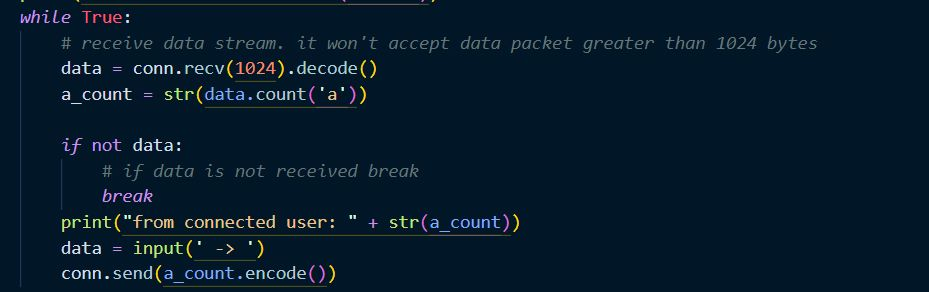 while True:
# receive data stream. it won't accept data packet greater than 1024 bytes
data = conn.recv(1024).decode()
a_count = str(data.count('a'))
if not data:
# if data is not received break
break
print("from connected user: " + str(a_count))
data = input(' -> ')
conn.send(a_count.encode())